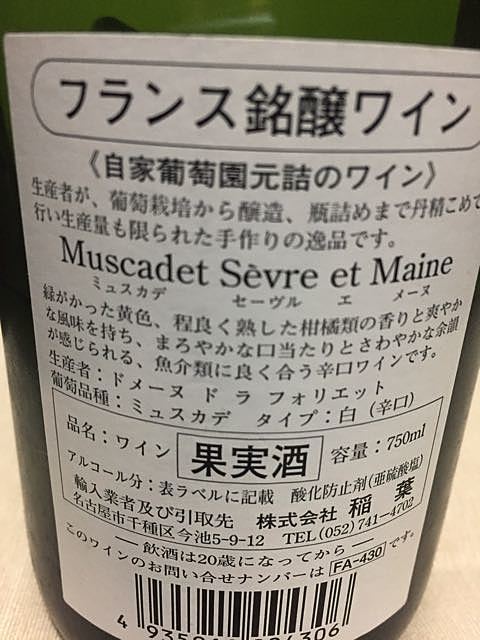 フランス銘醸ワイン
《自家葡萄園元詰のワイン》
生産者が、葡萄栽培から醸造、瓶詰めまで丹精こめて
行い生産量も限られた手作りの逸品です。
Muscadet Sèvre et Maine
ミュスカデ セーヴル エ メーヌ
緑がかった黄色、程良く熟した柑橘類の香りと爽やか
な風味を持ち、まろやかな口当たりとさわやかな余韻
が感じられる、魚介類に良く合う辛口ワインです。
生産者:ドメーヌ ド ラ フォリエット
葡萄品種:ミュスカデ タイプ:白(辛口)
品名:ワイン 果実酒 容量:750ml
アルコール分:表ラベルに記載 酸化防止剤(亜硫酸塩)
輸入業者及び引取先 株式会社 稲葉
名古屋市千種区今池5-9-12 TEL(052)741-4702
飲酒は20歳になってから
このワインのお問い合せナンバーは FA-430 です。